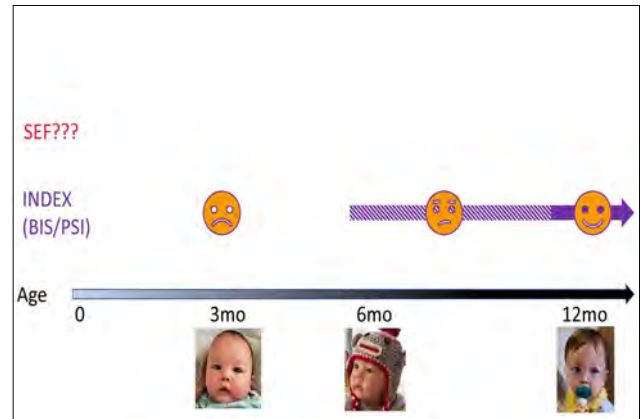 SEF???
INDEX
(BIS/PSI)
Age
0 3mo 6mo 12mo